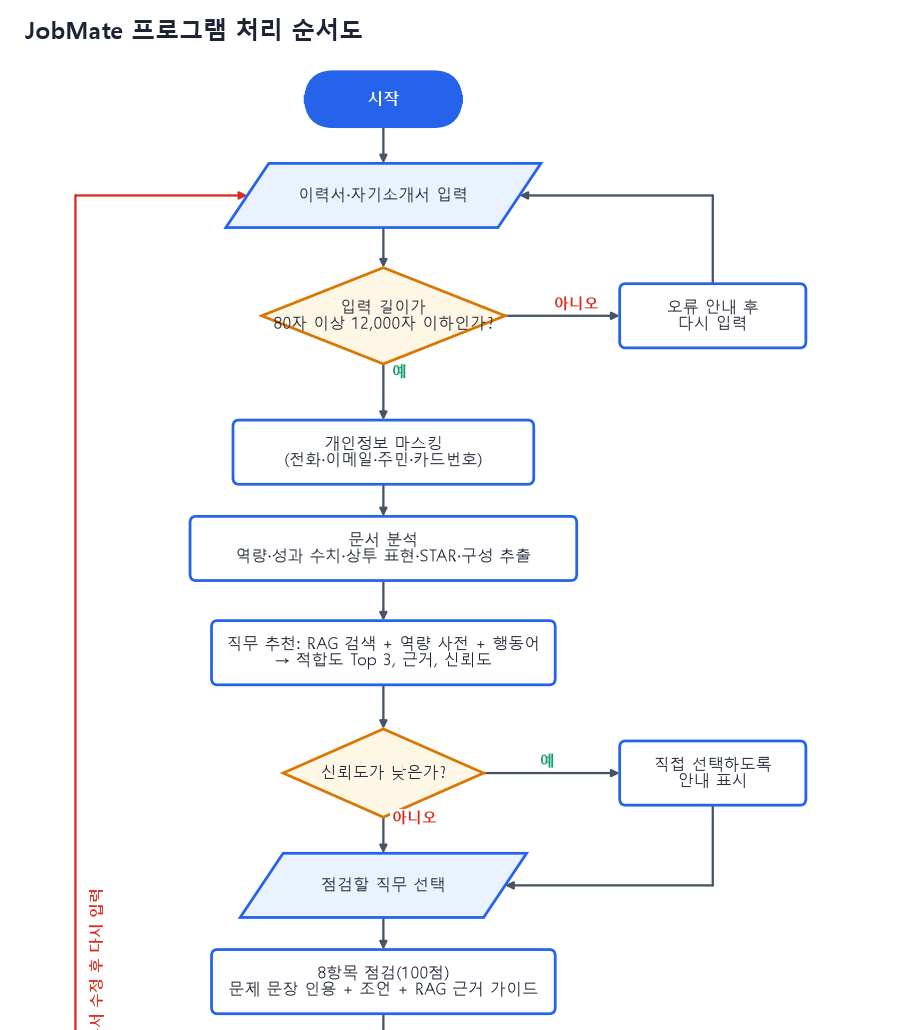 JobMate 프로그램 처리 순서도
시작
이력서·자기소개서 입력
입력 길이가
80자 이상 12,000자 이하인가?
아니오
오류 안내 후
다시 입력
예
개인정보 마스킹
(전화·이메일·주민·카드번호)
문서 분석
역량·성과 수치·상투 표현·STAR·구성 추출
직무 추천: RAG 검색 + 역량 사전 + 행동어
→ 적합도 Top 3, 근거, 신뢰도
신뢰도가 낮은가?
예
직접 선택하도록
안내 표시
아니오
점검할 직무 선택
8항목 점검(100점)
문제 문장 인용 + 조언 + RAG 근거 가이드
수정 후 다시 입력